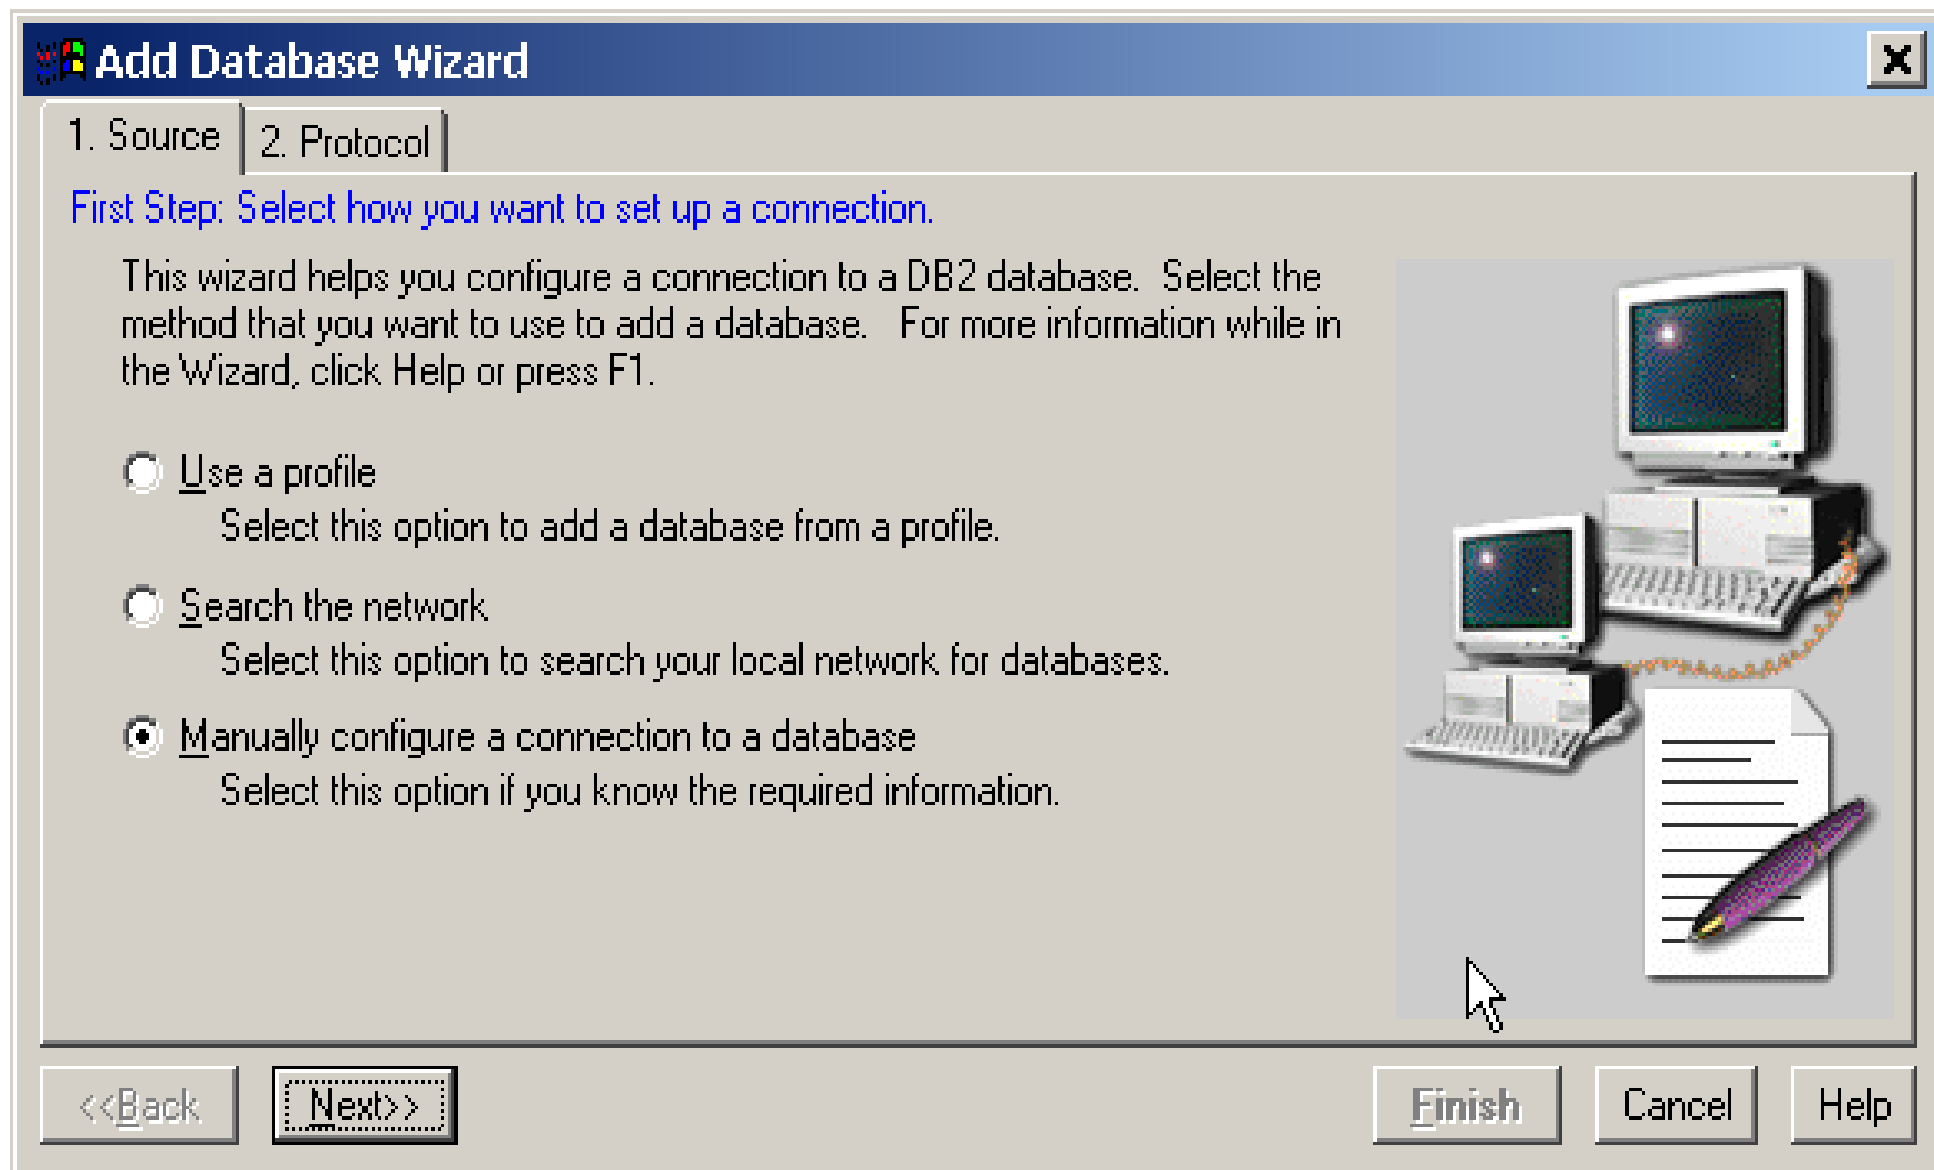 Add Database Wizard
1. Source
2. Protocol
First Step: Select how you want to set up a connection.
This wizard helps you configure a connection to a DB2 database.  Select the
method that you want to use to add a database.   For more information while in
the Wizard, click Help or press F1.
Use a profile
Select this option to add a database from a profile.
Search the network
Select this option to search your local network for databases.
Manually configure a connection to a database
Select this option if you know the required information.
<<Back
Next>>
Finish
Cancel
Help